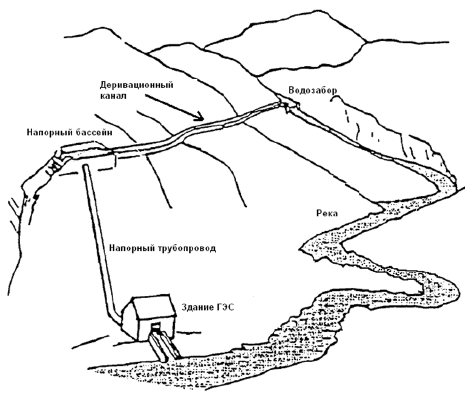 Деривационный
канал
Водозабор
Напорный бассейн
Река
Напорный трубопровод
Здание ГЭС